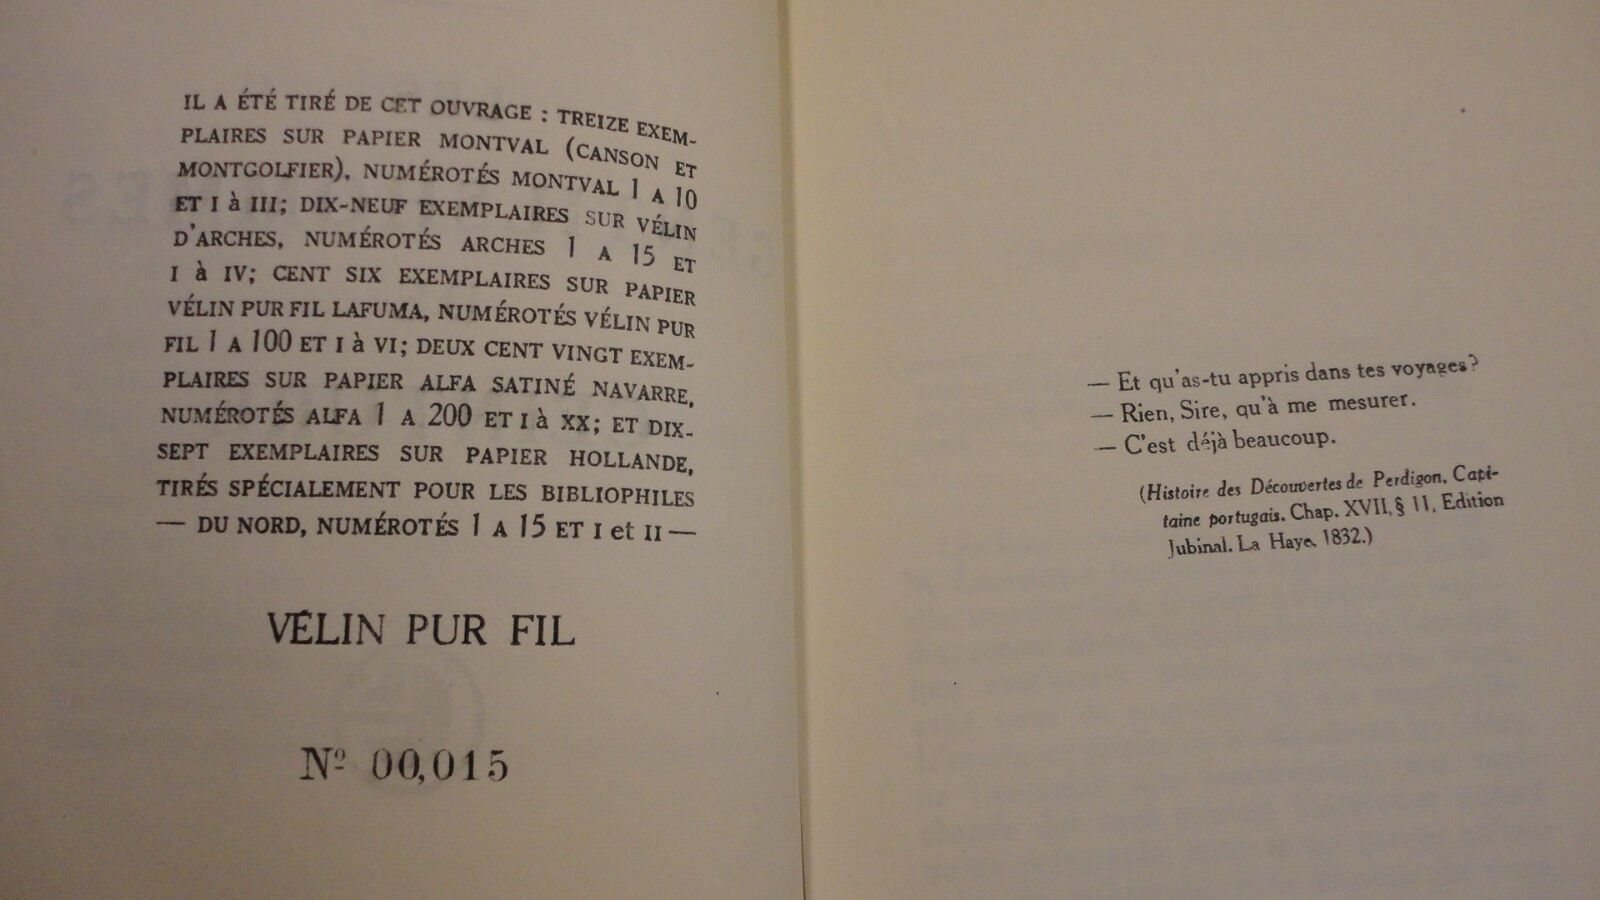 IL A ÉTÉ TIRÉ DE CET OUVRAGE : TREIZE EXEM-
PLAIRES SUR PAPIER MONTVAL (CANSON ET
MONTGOLFIER), NUMÉROTÉS MONTVAL 1 A 10
ET I à III; DIX-NEUF EXEMPLAIRES SUR VÉLIN
D'ARCHES, NUMÉROTÉS ARCHES 1 A 15 ET
I à IV; CENT SIX EXEMPLAIRES SUR PAPIER
VÉLIN PUR FIL LAFUMA, NUMÉROTÉS VÉLIN PUR
FIL 1 A 100 ET I à VI; DEUX CENT VINGT EXEM-
PLAIRES SUR PAPIER ALFA SATINÉ NAVARRE,
NUMÉROTÉS ALFA 1 A 200 ET I à XX; ET DIX-
SEPT EXEMPLAIRES SUR PAPIER HOLLANDE,
TIRÉS SPÉCIALEMENT POUR LES BIBLIOPHILES
— DU NORD, NUMÉROTÉS 1 A 15 ET I et II —
VÉLIN PUR FIL
Nº 00,015
— Et qu'as-tu appris dans tes voyages?
— Rien, Sire, qu'à me mesurer.
— C'est déjà beaucoup.
(Histoire des Découvertes de Perdigon, Capi-
taine portugais. Chap. XVII, § 11, Edition
Jubinal. La Haye. 1832.)